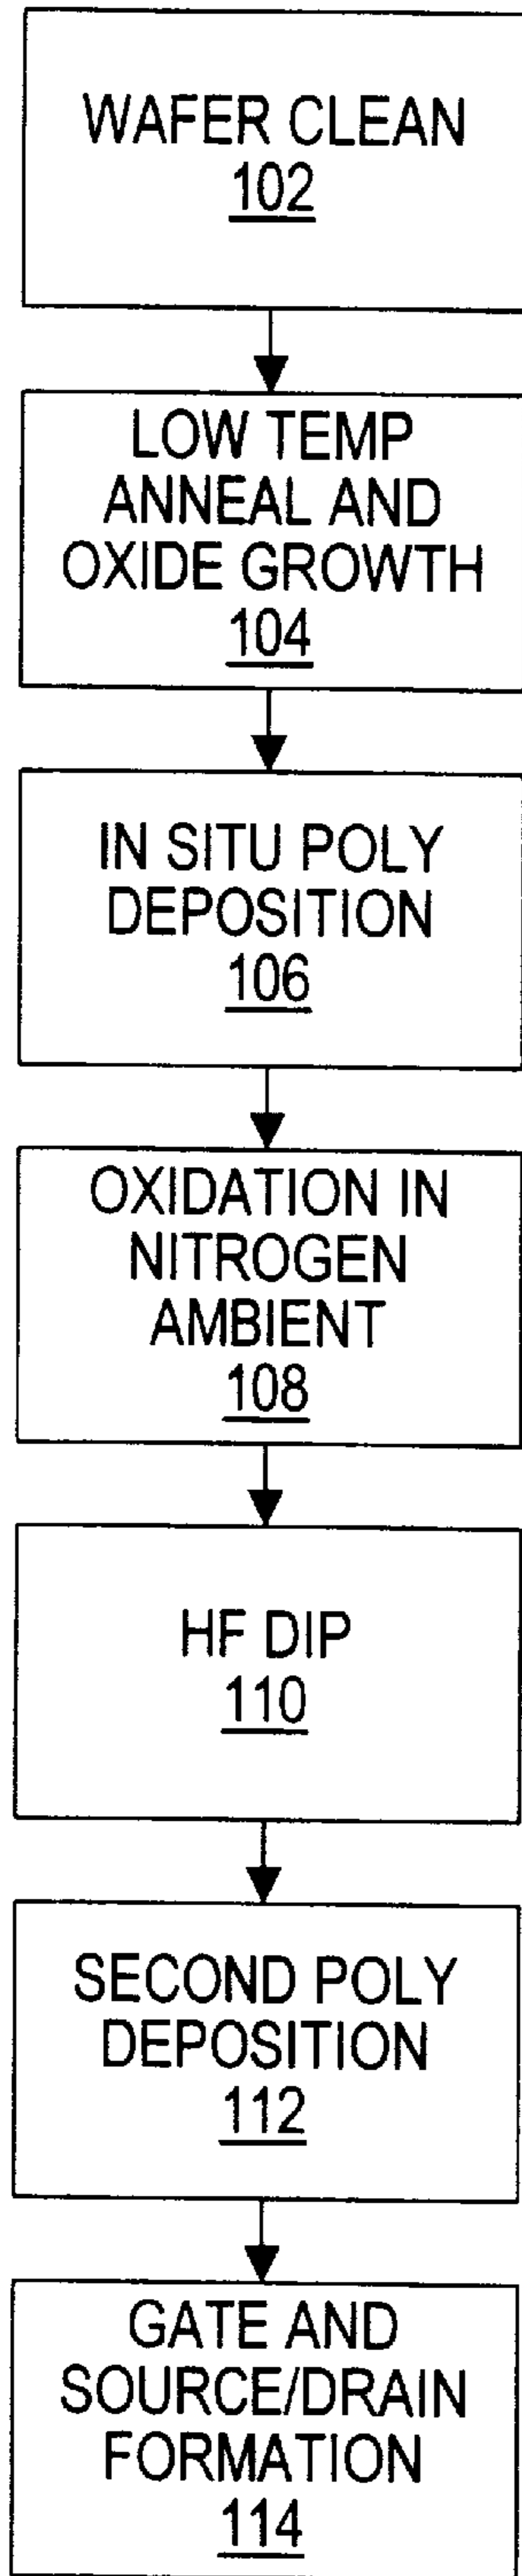 WAFER CLEAN
102
LOW TEMP
ANNEAL AND
OXIDE GROWTH
104
IN SITU POLY
DEPOSITION
106
OXIDATION IN
NITROGEN
AMBIENT
108
HF DIP
110
SECOND POLY
DEPOSITION
112
GATE AND
SOURCE/DRAIN
FORMATION
114